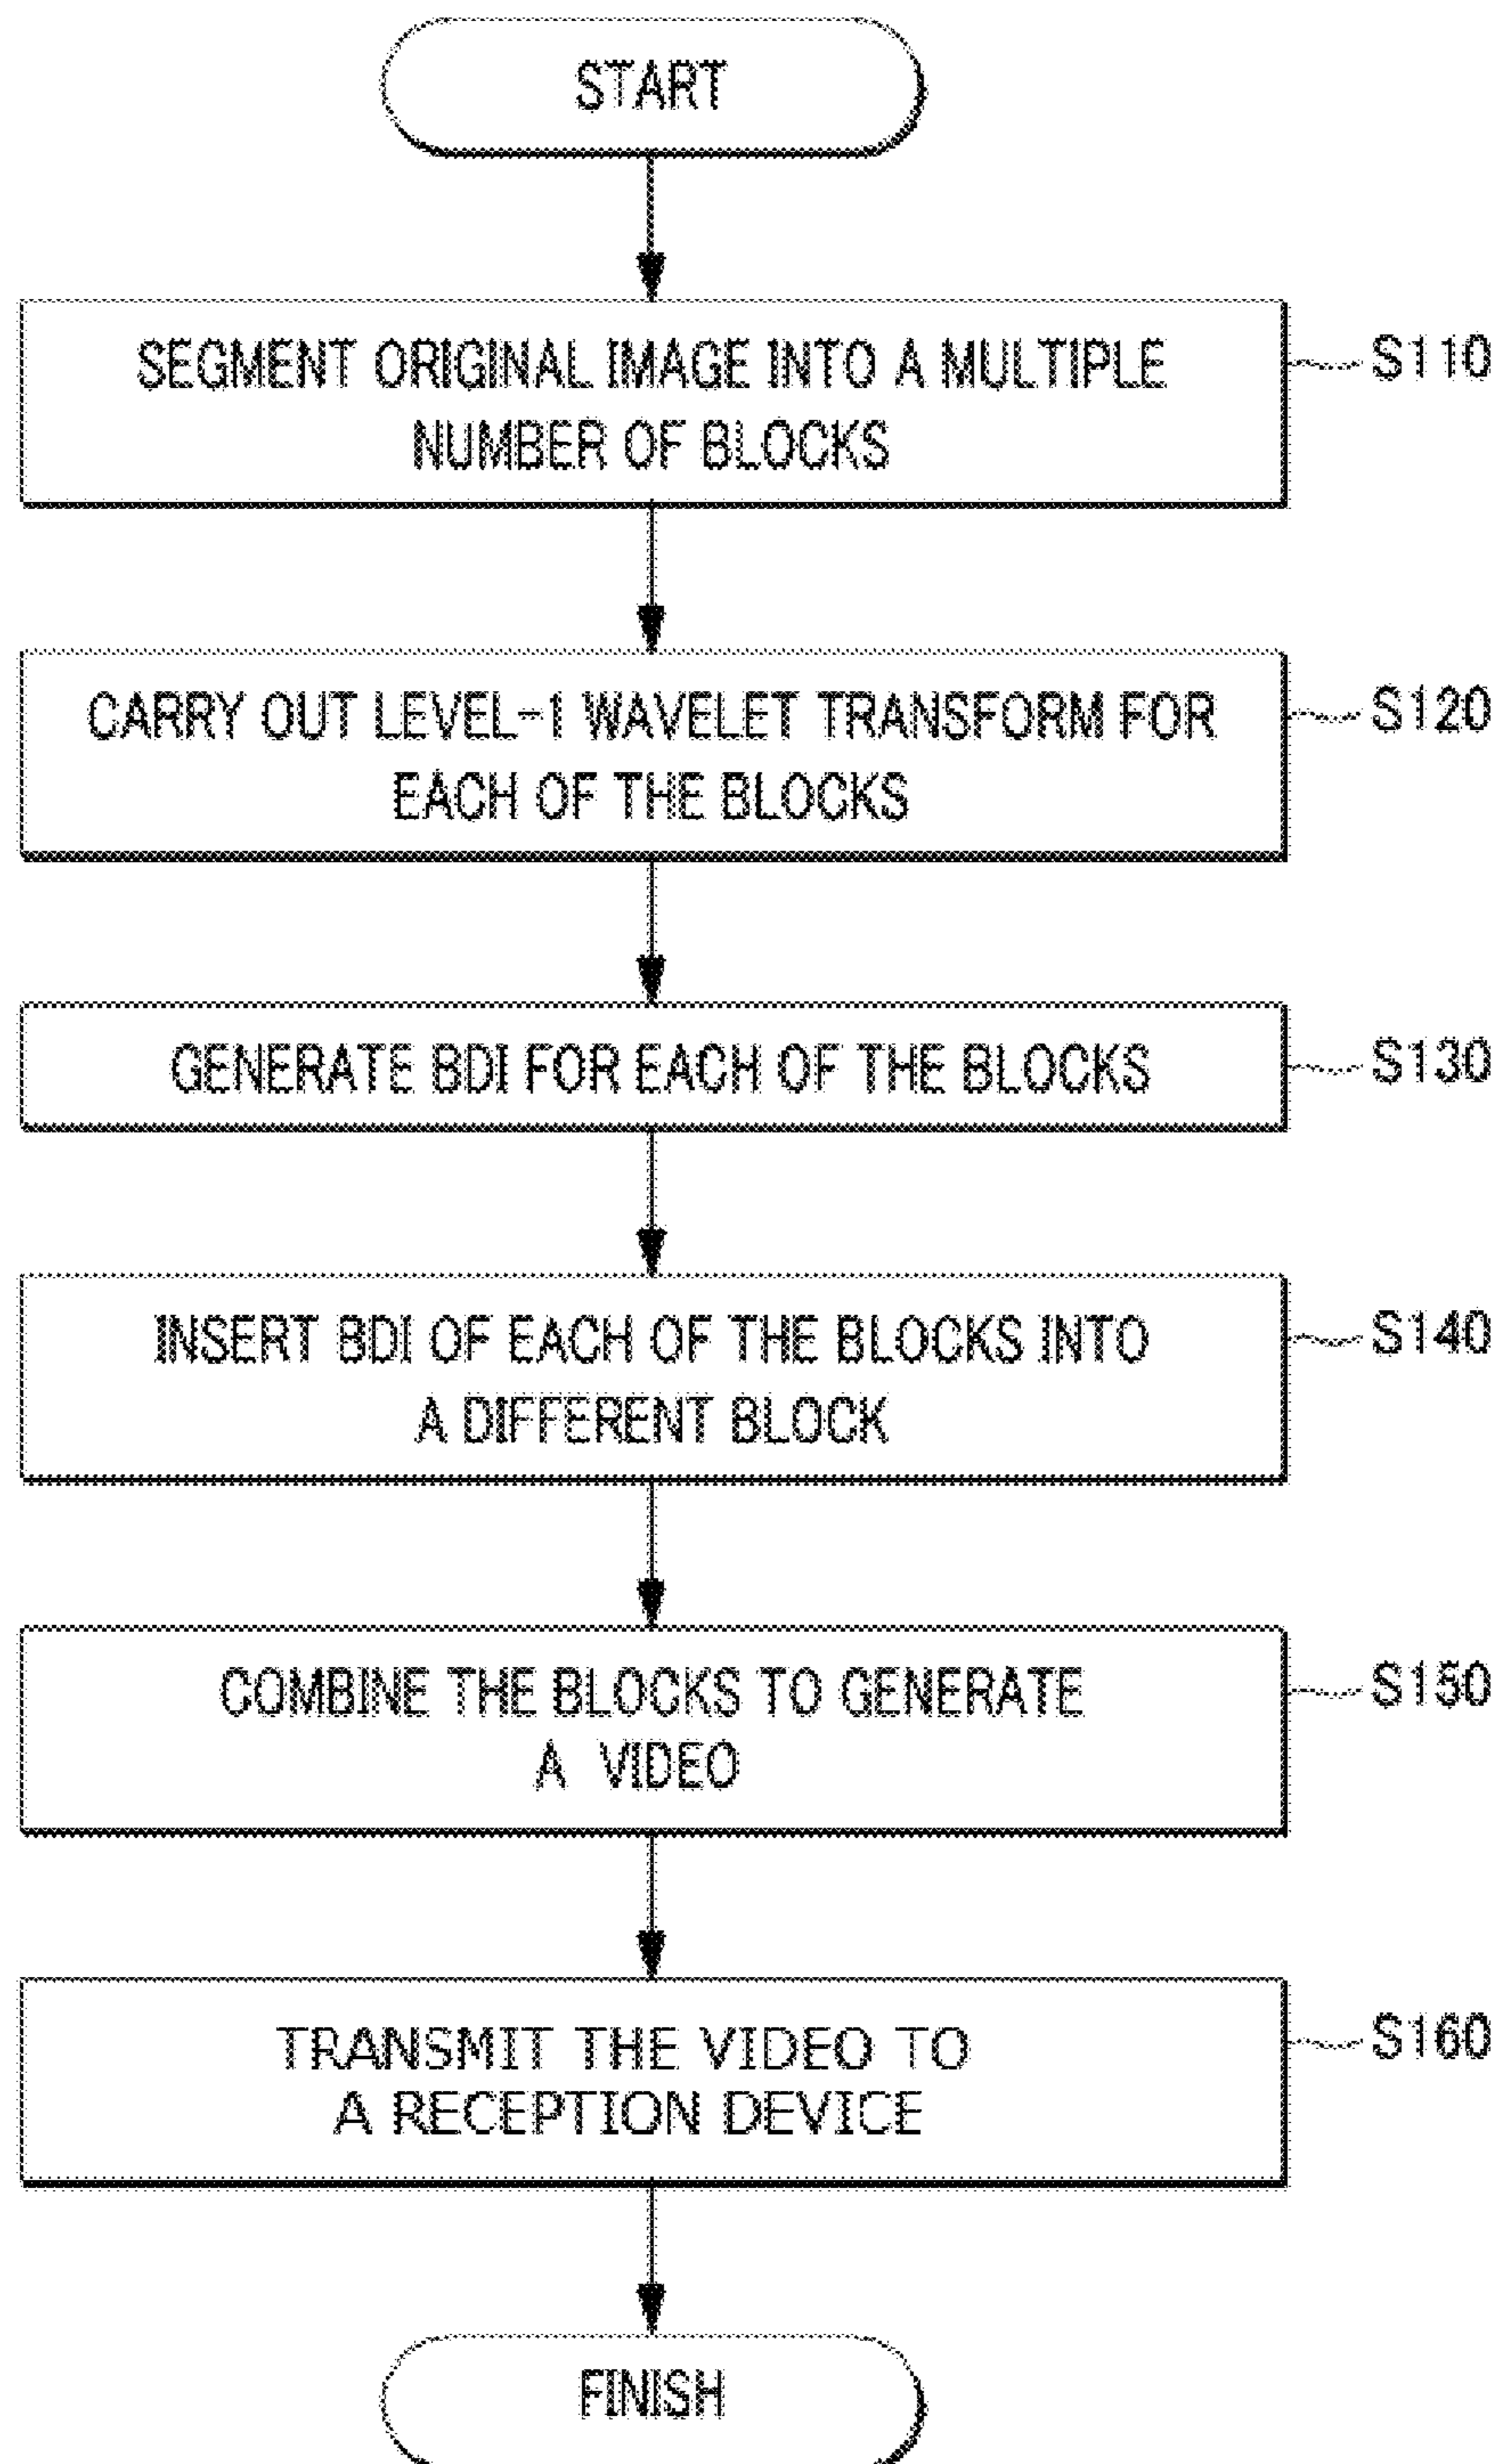 START
SEGMENT ORIGINAL IMAGE INTO A MULTIPLE
NUMBER OF BLOCKS
S110
CARRY OUT LEVEL-1 WAVELET TRANSFORM FOR
EACH OF THE BLOCKS
S120
GENERATE BDI FOR EACH OF THE BLOCKS
S130
INSERT BDI OF EACH OF THE BLOCKS INTO
A DIFFERENT BLOCK
S140
COMBINE THE BLOCKS TO GENERATE
A VIDEO
S150
TRANSMIT THE VIDEO TO
A RECEPTION DEVICE
S160
FINISH